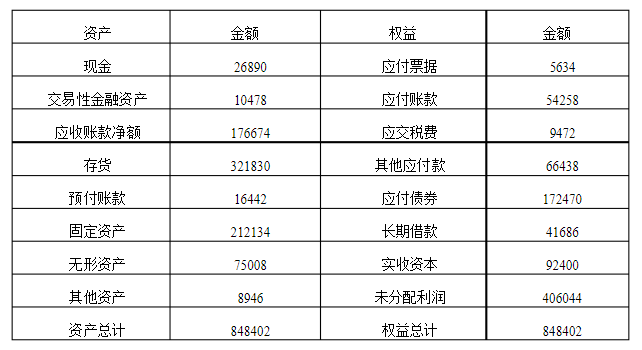 资产 金额 权益 金额
现金 26890 应付票据 5634
交易性金融资产 10478 应付账款 54258
应收账款净额 176674 应交税费 9472
存货 321830 其他应付款 66438
预付账款 16442 应付债券 172470
固定资产 212134 长期借款 41686
无形资产 75008 实收资本 92400
其他资产 8946 未分配利润 406044
资产总计 848402 权益总计 848402